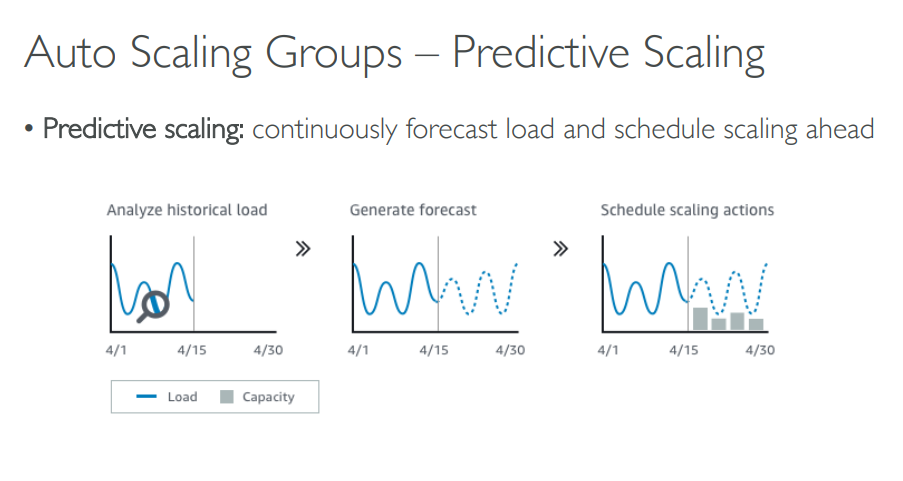 Auto Scaling Groups – Predictive Scaling
• Predictive scaling: continuously forecast load and schedule scaling ahead
Analyze historical load
Generate forecast
Schedule scaling actions
4/1 4/15 4/30
4/1 4/15 4/30
4/1 4/15 4/30
Load Capacity